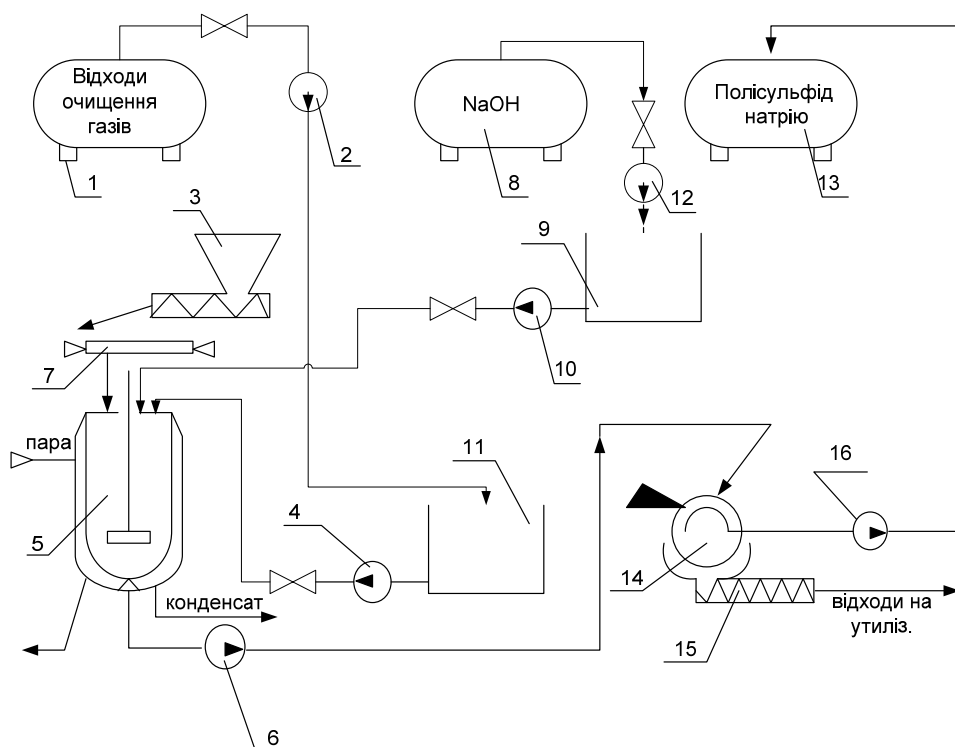 Відходи
очищення
газів
NaOH
Полісульфід
натрію
1
2
8
12
13
3
9
7
10
пара
11
16
5
4
14
конденсат
15
відходи на
утиліз.
6